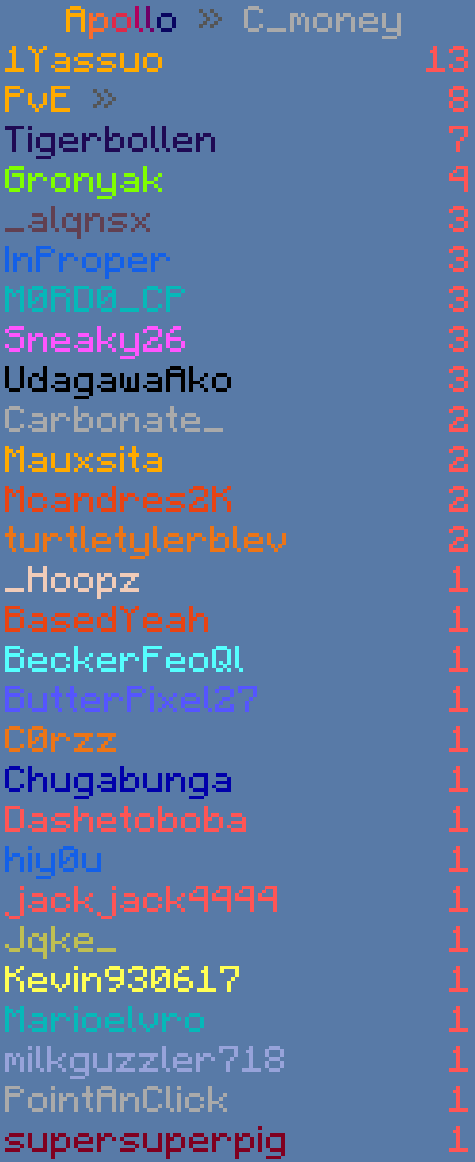 Apollo » C_money
1Yassuo 13
PvE » 8
Tigerbollen 7
Gronyak 4
_alqnsx 3
InProper 3
M0RD0_CP 3
Sneaky26 3
UdagawaAko 3
Carbonate_ 2
Mauxsita 2
Moandres2K 2
turtletylerblev 2
_Hoopz 1
BasedYeah 1
BeckerFeoQl 1
ButterPixel27 1
C0rzz 1
Chugabunga 1
Dashetoboba 1
hiy0u 1
jackjack4444 1
Jqke_ 1
Kevin930617 1
Marioelvro 1
milkguzzler718 1
PointAnClick 1
supersuperpig 1